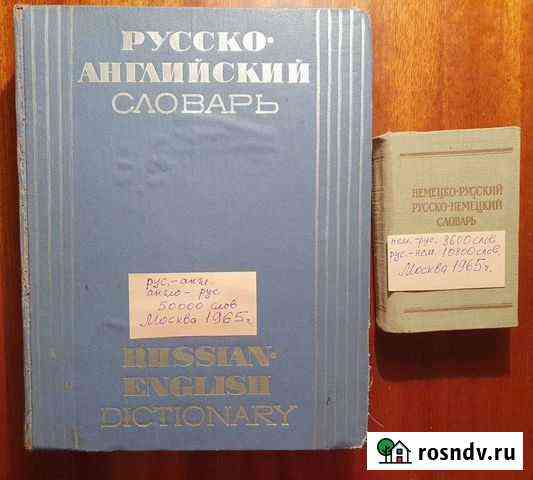 РУССКО-
АНГЛИЙСКИЙ
СЛОВАРЬ
рус.-англ.
англо-рус
50000 слов
Москва 1965г.
RUSSIAN-
ENGLISH
DICTIONARY
НЕМЕЦКО-РУССКИЙ
РУССКО-НЕМЕЦКИЙ
СЛОВАРЬ
нем.-рус. 8600 слов
рус.-нем. 10800 слов,
Москва 1965г.
rosndv.ru